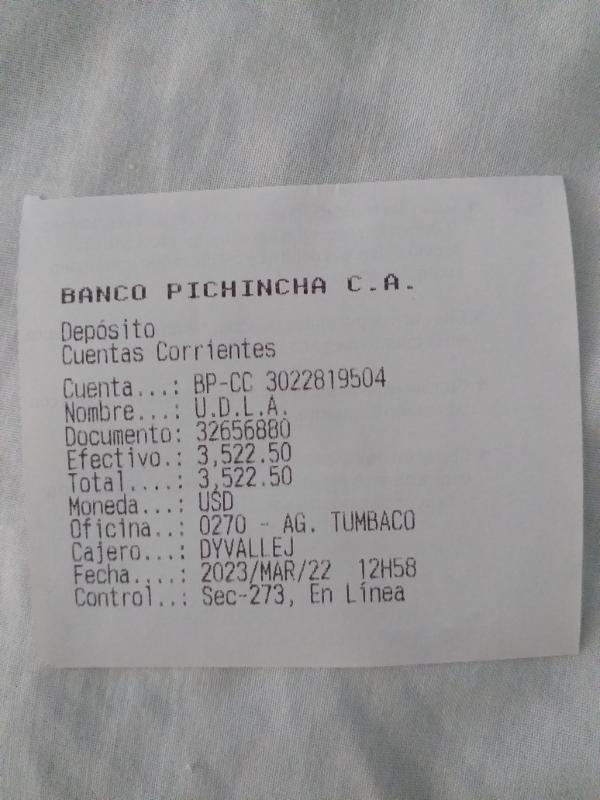 BANCO PICHINCHA C.A.
Depósito
Cuentas Corrientes
Cuenta...: BP-CC 3022819504
Nombre...: U.D.L.A.
Documento: 32656880
Efectivo.: 3,522.50
Total....: 3,522.50
Moneda...: USD
Oficina..: 0270 - AG. TUMBACO
Cajero...: DYVALLEJ
Fecha....: 2023/MAR/22 12H58
Control..: Sec-273, En Línea